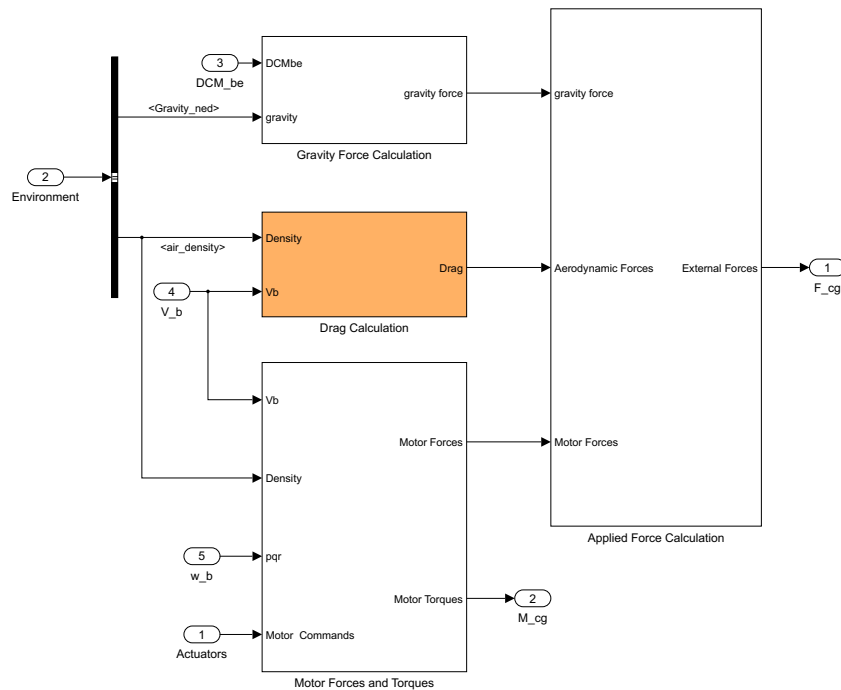 3
DCM_be
DCMbe
gravity force
<Gravity_ned>
gravity
Gravity Force Calculation
gravity force
2
Environment
<air_density>
Density
Drag
4
V_b
Vb
Drag Calculation
Aerodynamic Forces
External Forces
1
F_cg
Vb
Motor Forces
Density
Motor Forces
5
w_b
pqr
Motor Torques
2
M_cg
1
Actuators
Motor Commands
Motor Forces and Torques
Applied Force Calculation